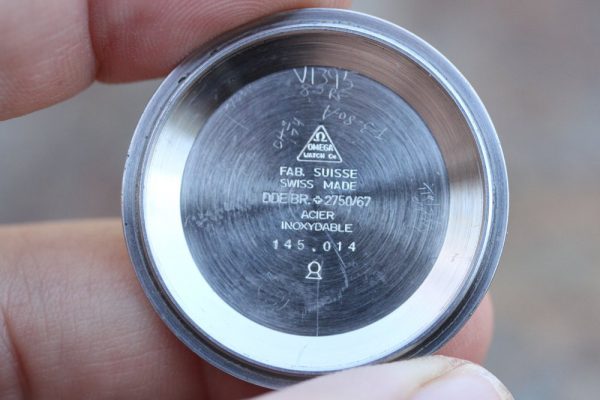 Ω
OMEGA
WATCH Co
FAB. SUISSE
SWISS MADE
DDE BR. ✚ 2750/67
ACIER
INOXYDABLE
145.014